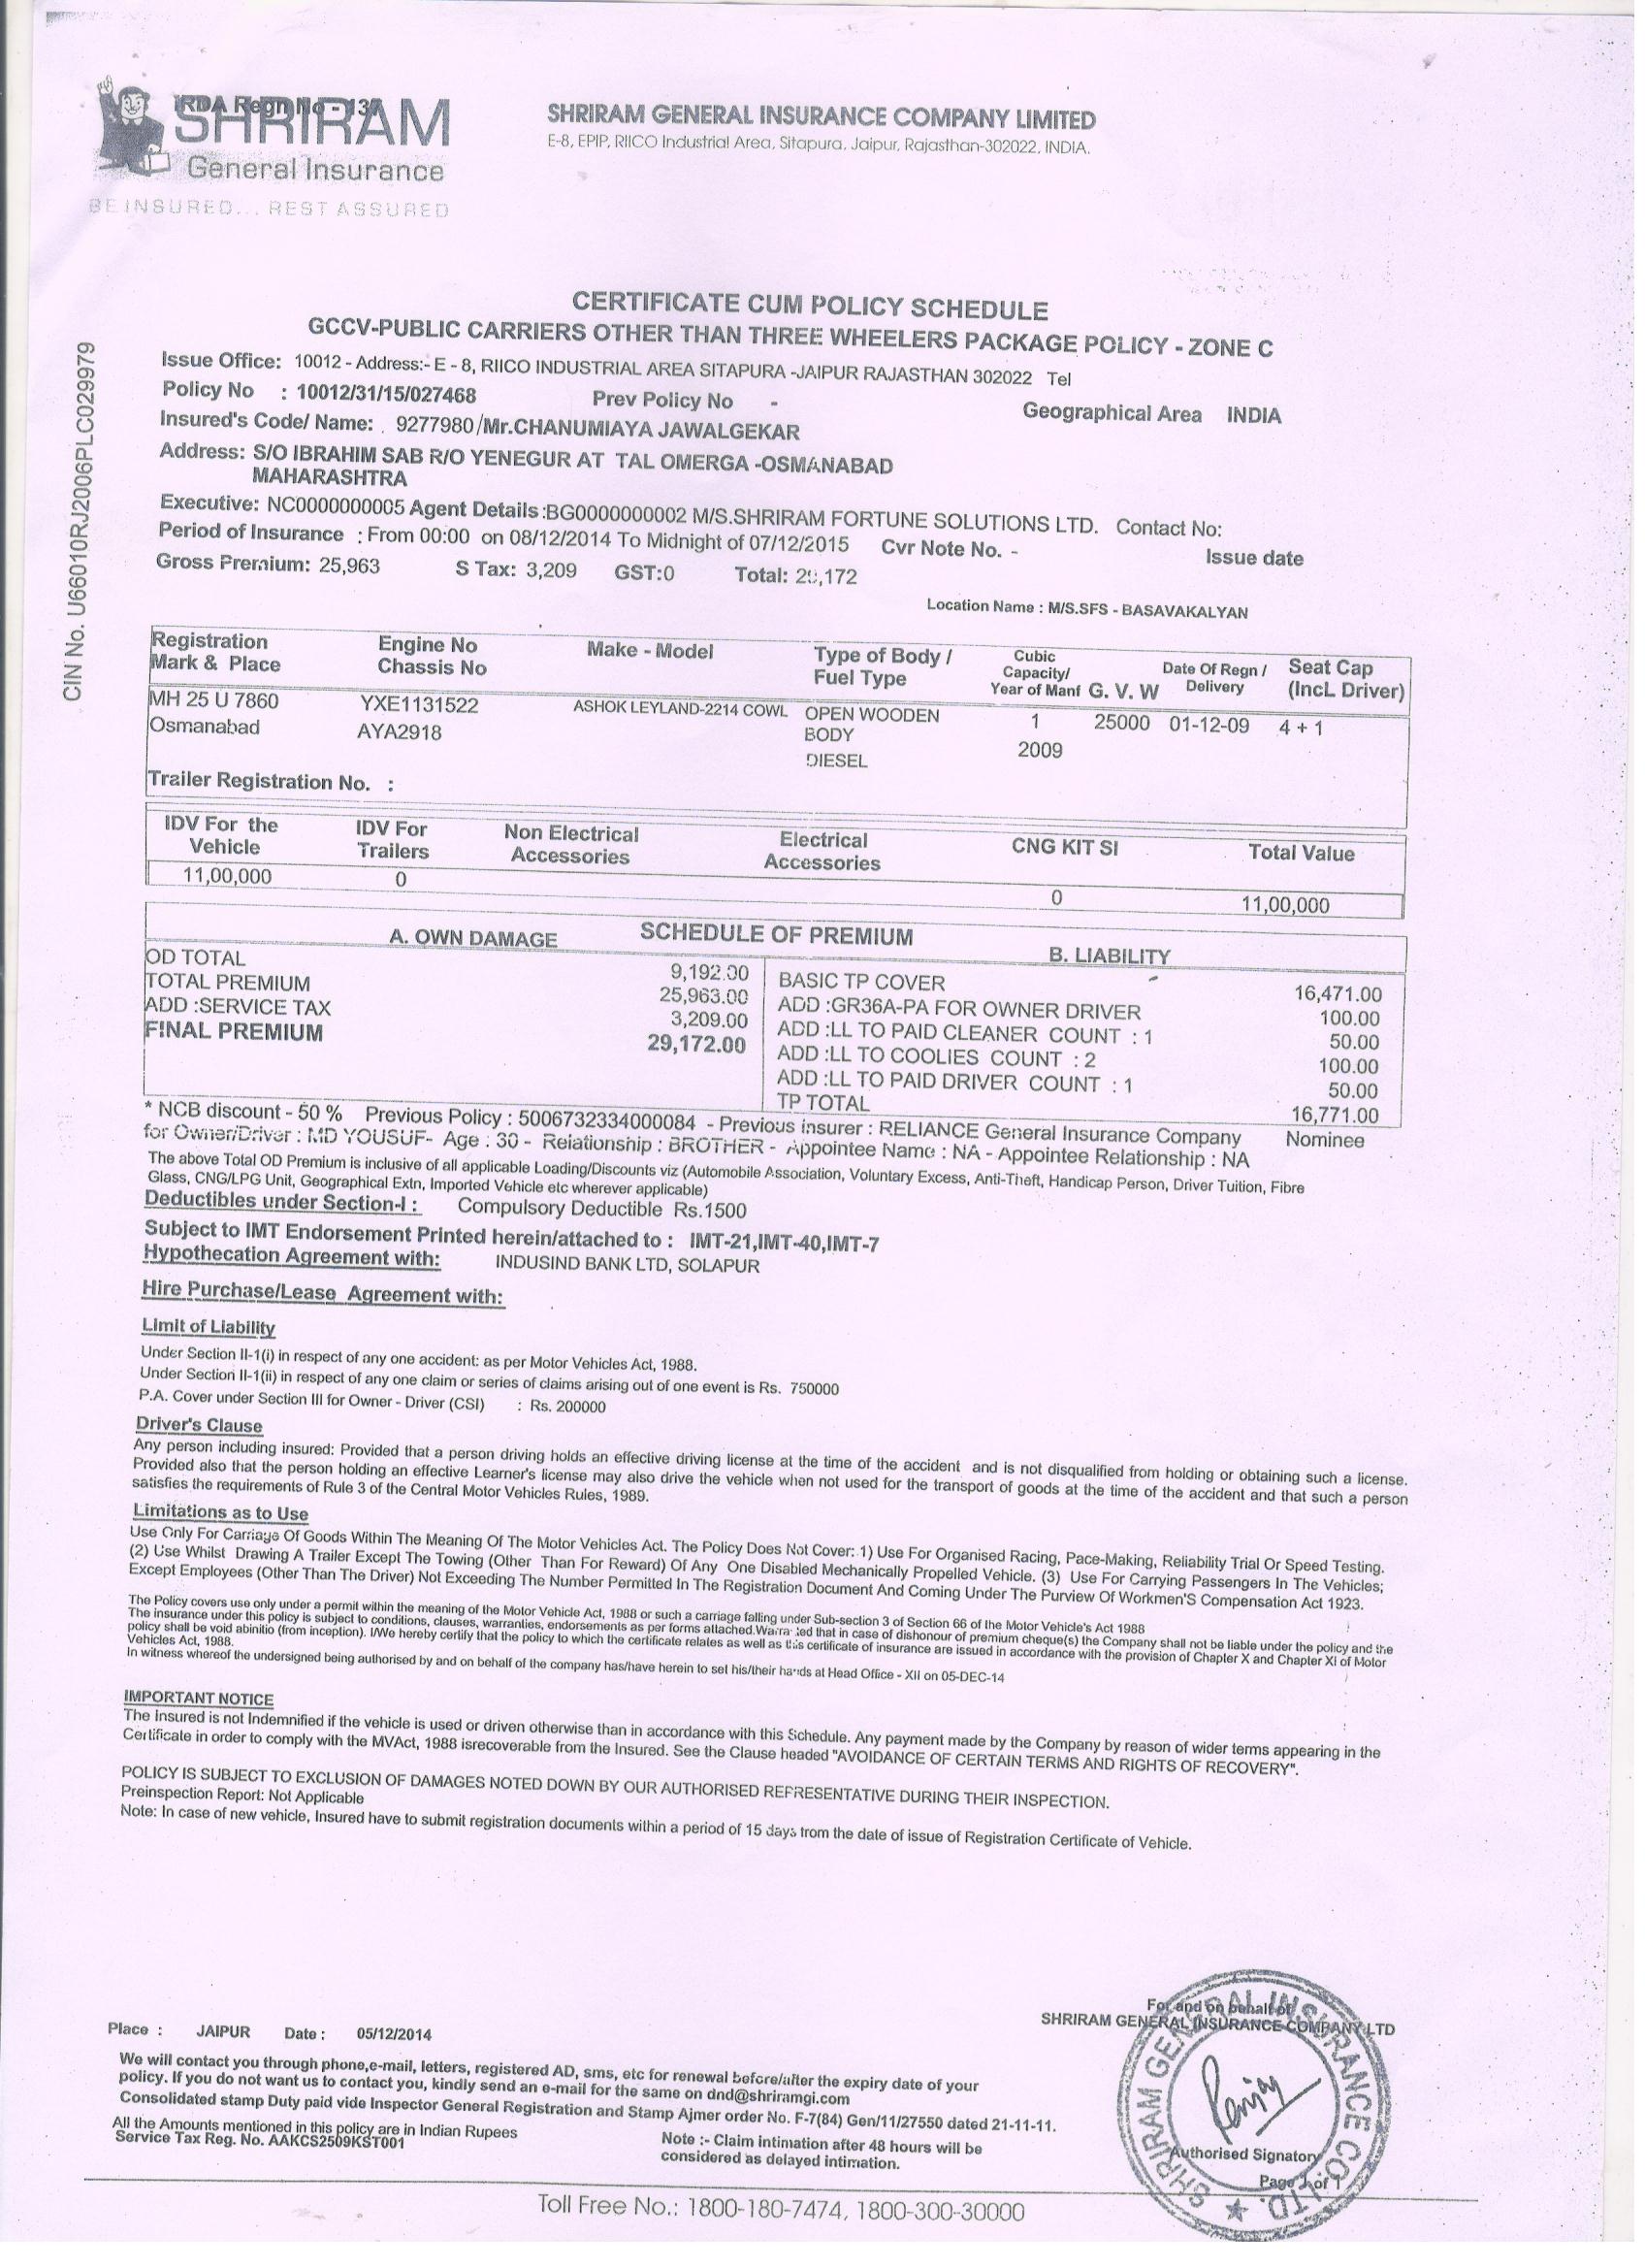 IRDA Regn No - 137
SHRIRAM
General Insurance
BE INSURED... REST ASSURED
SHRIRAM GENERAL INSURANCE COMPANY LIMITED
E-8, EPIP, RIICO Industrial Area, Sitapura, Jaipur, Rajasthan-302022, INDIA.
CIN No. U66010RJ2006PLC029979
CERTIFICATE CUM POLICY SCHEDULE
GCCV-PUBLIC CARRIERS OTHER THAN THREE WHEELERS PACKAGE POLICY - ZONE C
Issue Office: 10012 - Address:- E - 8, RIICO INDUSTRIAL AREA SITAPURA -JAIPUR RAJASTHAN 302022 Tel
Policy No : 10012/31/15/027468 Prev Policy No - Geographical Area INDIA
Insured's Code/ Name: . 9277980/Mr.CHANUMIAYA JAWALGEKAR
Address: S/O IBRAHIM SAB R/O YENEGUR AT TAL OMERGA -OSMANABAD
MAHARASHTRA
Executive: NC0000000005 Agent Details:BG0000000002 M/S.SHRIRAM FORTUNE SOLUTIONS LTD. Contact No:
Period of Insurance : From 00:00 on 08/12/2014 To Midnight of 07/12/2015 Cvr Note No. - Issue date
Gross Premium: 25,963 S Tax: 3,209 GST:0 Total: 29,172
Location Name : M/S.SFS - BASAVAKALYAN
Registration Engine No Make - Model Type of Body / Cubic Date Of Regn / Seat Cap
Mark & Place Chassis No Fuel Type Capacity/ Delivery (Incl. Driver)
Year of Manf G. V. W
MH 25 U 7860 YXE1131522 ASHOK LEYLAND-2214 COWL OPEN WOODEN 1 25000 01-12-09 4 + 1
Osmanabad AYA2918 BODY 2009
DIESEL
Trailer Registration No. :
IDV For the IDV For Non Electrical Electrical CNG KIT SI Total Value
Vehicle Trailers Accessories Accessories
11,00,000 0 0 11,00,000
SCHEDULE OF PREMIUM
A. OWN DAMAGE B. LIABILITY
OD TOTAL 9,192.00 BASIC TP COVER 16,471.00
TOTAL PREMIUM 25,963.00 ADD :GR36A-PA FOR OWNER DRIVER 100.00
ADD :SERVICE TAX 3,209.00 ADD :LL TO PAID CLEANER COUNT : 1 50.00
FINAL PREMIUM 29,172.00 ADD :LL TO COOLIES COUNT : 2 100.00
ADD :LL TO PAID DRIVER COUNT : 1 50.00
TP TOTAL 16,771.00
* NCB discount - 50 % Previous Policy : 5006732334000084 - Previous insurer : RELIANCE General Insurance Company Nominee
for Owner/Driver : MD YOUSUF- Age : 30 - Relationship : BROTHER - Appointee Name : NA - Appointee Relationship : NA
The above Total OD Premium is inclusive of all applicable Loading/Discounts viz (Automobile Association, Voluntary Excess, Anti-Theft, Handicap Person, Driver Tuition, Fibre
Glass, CNG/LPG Unit, Geographical Extn, Imported Vehicle etc wherever applicable)
Deductibles under Section-I : Compulsory Deductible Rs.1500
Subject to IMT Endorsement Printed herein/attached to : IMT-21,IMT-40,IMT-7
Hypothecation Agreement with: INDUSIND BANK LTD, SOLAPUR
Hire Purchase/Lease Agreement with:
Limit of Liability
Under Section II-1(i) in respect of any one accident: as per Motor Vehicles Act, 1988.
Under Section II-1(ii) in respect of any one claim or series of claims arising out of one event is Rs. 750000
P.A. Cover under Section III for Owner - Driver (CSI) : Rs. 200000
Driver's Clause
Any person including insured: Provided that a person driving holds an effective driving license at the time of the accident and is not disqualified from holding or obtaining such a license.
Provided also that the person holding an effective Learner's license may also drive the vehicle when not used for the transport of goods at the time of the accident and that such a person
satisfies the requirements of Rule 3 of the Central Motor Vehicles Rules, 1989.
Limitations as to Use
Use Only For Carriage Of Goods Within The Meaning Of The Motor Vehicles Act. The Policy Does Not Cover: 1) Use For Organised Racing, Pace-Making, Reliability Trial Or Speed Testing.
(2) Use Whilst Drawing A Trailer Except The Towing (Other Than For Reward) Of Any One Disabled Mechanically Propelled Vehicle. (3) Use For Carrying Passengers In The Vehicles;
Except Employees (Other Than The Driver) Not Exceeding The Number Permitted In The Registration Document And Coming Under The Purview Of Workmen'S Compensation Act 1923.
The Policy covers use only under a permit within the meaning of the Motor Vehicle Act, 1988 or such a carriage falling under Sub-section 3 of Section 66 of the Motor Vehicle's Act 1988
The insurance under this policy is subject to conditions, clauses, warranties, endorsements as per forms attached.Warranted that in case of dishonour of premium cheque(s) the Company shall not be liable under the policy and the
policy shall be void abinitio (from inception). I/We hereby certify that the policy to which the certificate relates as well as this certificate of insurance are issued in accordance with the provision of Chapter X and Chapter XI of Motor
Vehicles Act, 1988.
In witness whereof the undersigned being authorised by and on behalf of the company has/have herein to set his/their hands at Head Office - XII on 05-DEC-14
IMPORTANT NOTICE
The Insured is not Indemnified if the vehicle is used or driven otherwise than in accordance with this Schedule. Any payment made by the Company by reason of wider terms appearing in the
Certificate in order to comply with the MVAct, 1988 isrecoverable from the Insured. See the Clause headed "AVOIDANCE OF CERTAIN TERMS AND RIGHTS OF RECOVERY".
POLICY IS SUBJECT TO EXCLUSION OF DAMAGES NOTED DOWN BY OUR AUTHORISED REPRESENTATIVE DURING THEIR INSPECTION.
Preinspection Report: Not Applicable
Note: In case of new vehicle, Insured have to submit registration documents within a period of 15 days from the date of issue of Registration Certificate of Vehicle.
For and on behalf of
SHRIRAM GENERAL INSURANCE COMPANY LTD
Place : JAIPUR Date : 05/12/2014
We will contact you through phone,e-mail, letters, registered AD, sms, etc for renewal before/after the expiry date of your
policy. If you do not want us to contact you, kindly send an e-mail for the same on dnd@shriramgi.com
Consolidated stamp Duty paid vide Inspector General Registration and Stamp Ajmer order No. F-7(84) Gen/11/27550 dated 21-11-11.
All the Amounts mentioned in this policy are in Indian Rupees
Service Tax Reg. No. AAKCS2509KST001
Note :- Claim intimation after 48 hours will be
considered as delayed intimation.
SHRIRAM GENERAL INSURANCE CO. LTD.
Authorised Signatory
Page 1 of 1
Toll Free No.: 1800-180-7474, 1800-300-30000